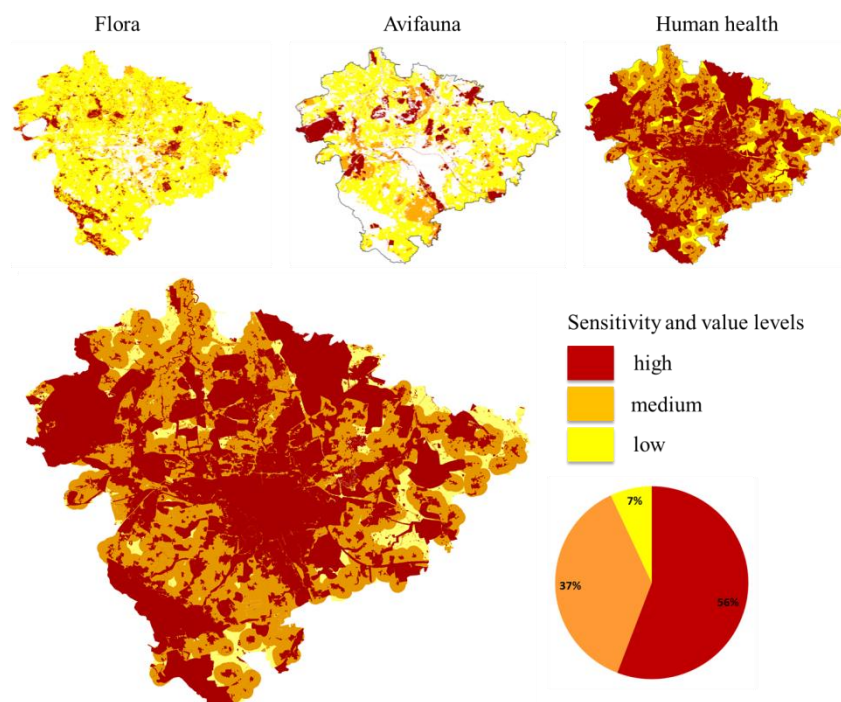 Flora
Avifauna
Human health
Sensitivity and value levels
high
medium
low
7%
37%
56%